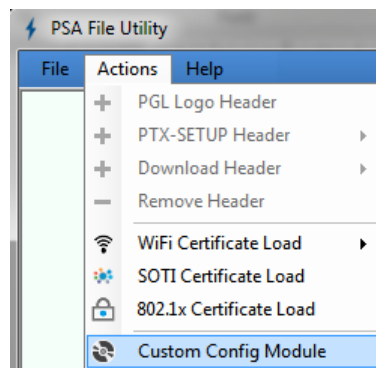 PSA File Utility
File Actions Help
PGL Logo Header
PTX-SETUP Header
Download Header
Remove Header
WiFi Certificate Load
SOTI Certificate Load
802.1x Certificate Load
Custom Config Module